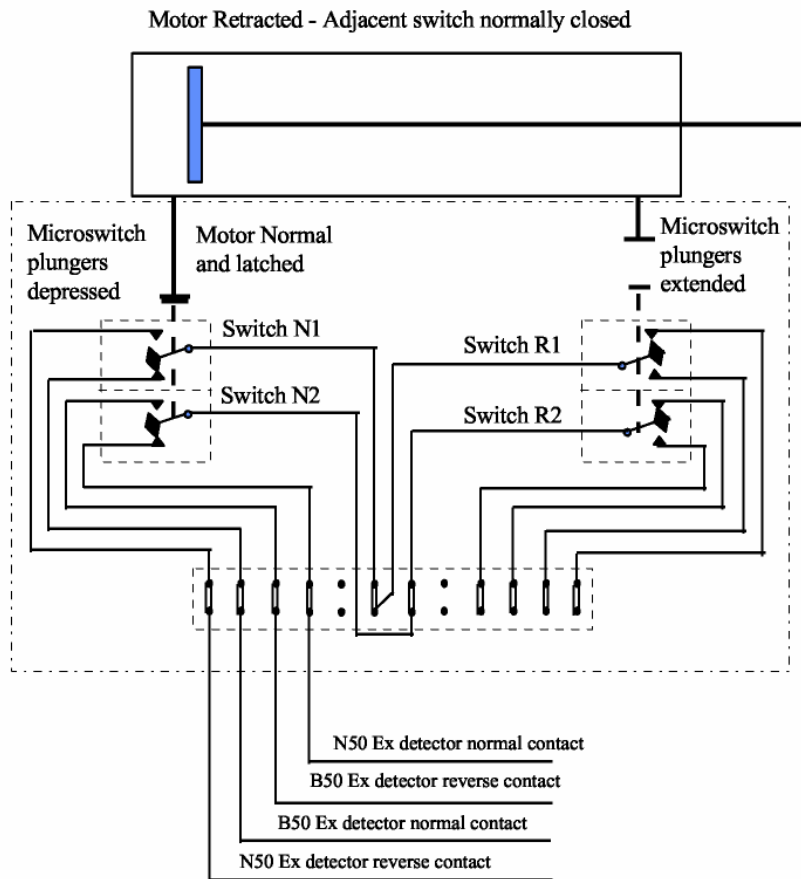 Motor Retracted - Adjacent switch normally closed
Microswitch
plungers
depressed
Motor Normal
and latched
Microswitch
plungers
extended
Switch N1
Switch R1
Switch N2
Switch R2
N50 Ex detector normal contact
B50 Ex detector reverse contact
B50 Ex detector normal contact
N50 Ex detector reverse contact